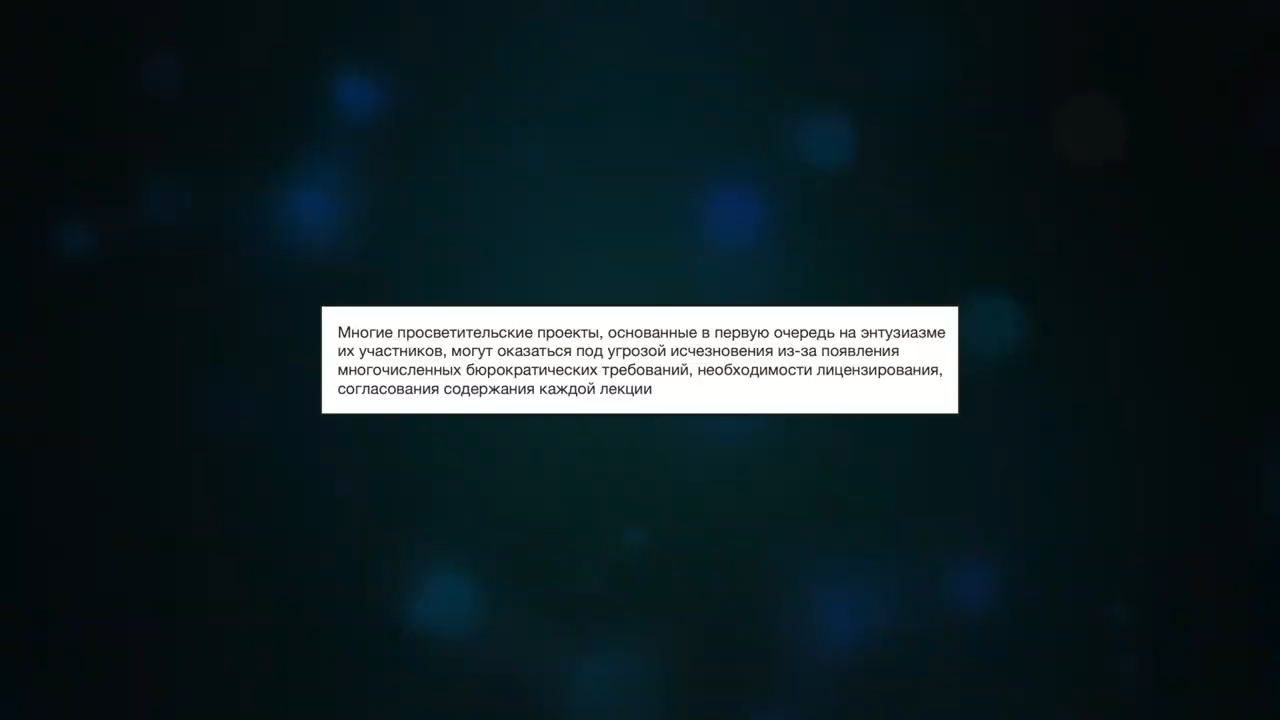 Многие просветительские проекты, основанные в первую очередь на энтузиазме
их участников, могут оказаться под угрозой исчезновения из-за появления
многочисленных бюрократических требований, необходимости лицензирования,
согласования содержания каждой лекции